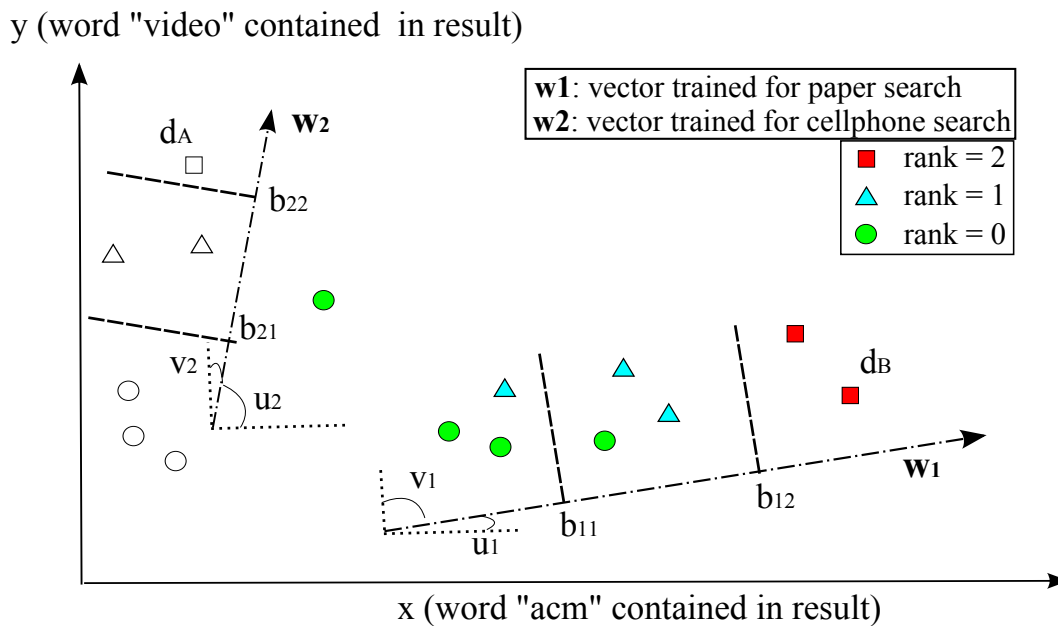 y (word "video" contained in result)
w1: vector trained for paper search
w2: vector trained for cellphone search
rank = 2
rank = 1
rank = 0
dA
w2
b22
b21
v2
u2
dB
v1
w1
b12
b11
u1
x (word "acm" contained in result)